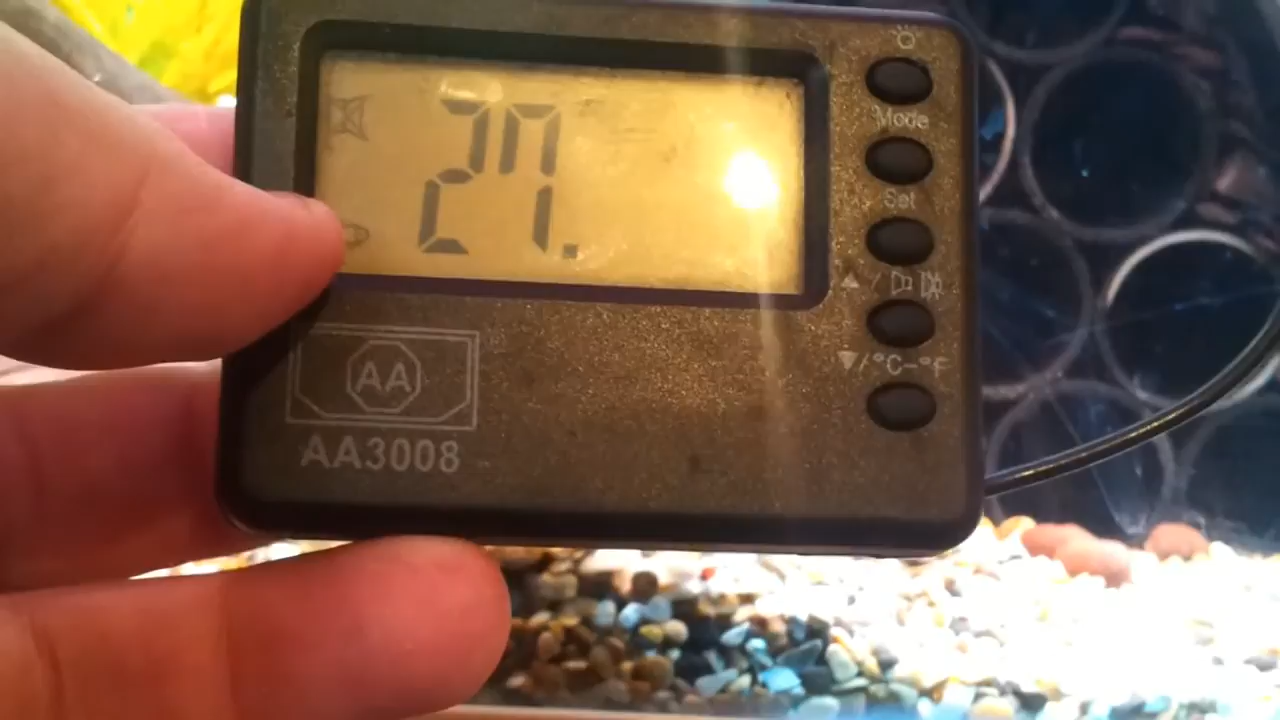 27.
Mode
Set
▲/
▼/°C-°F
AA
AA3008